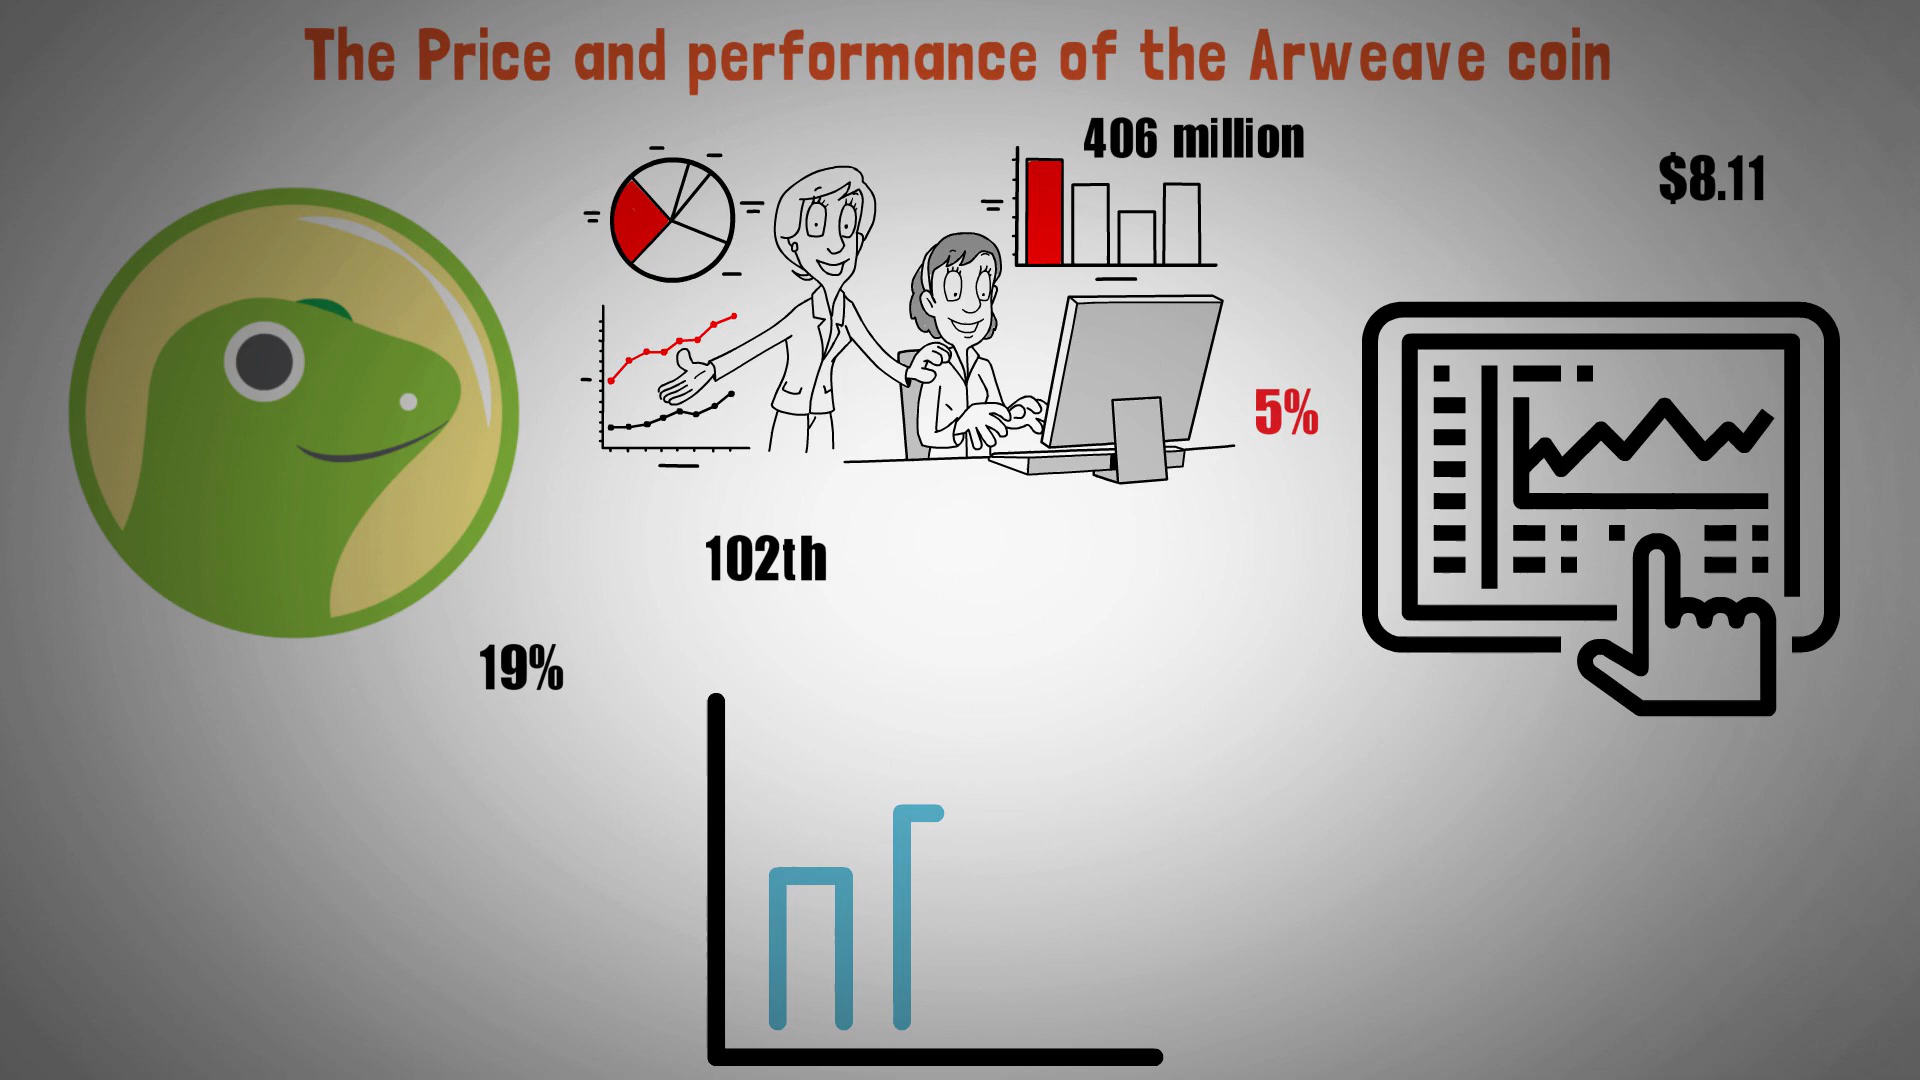 The Price and performance of the Arweave coin
406 million
$8.11
5%
102th
19%